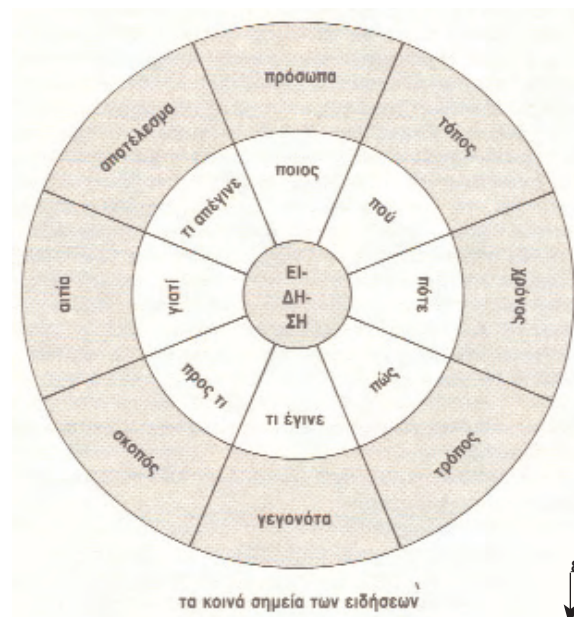 πρόσωπα
τόπος
χρόνος
τρόπος
γεγονότα
σκοπός
αιτία
αποτέλεσμα
ποιος
πού
πότε
πώς
τι έγινε
προς τι
γιατί
τι απέγινε
ΕΙ-
ΔΗ-
ΣΗ
τα κοινά σημεία των ειδήσεων